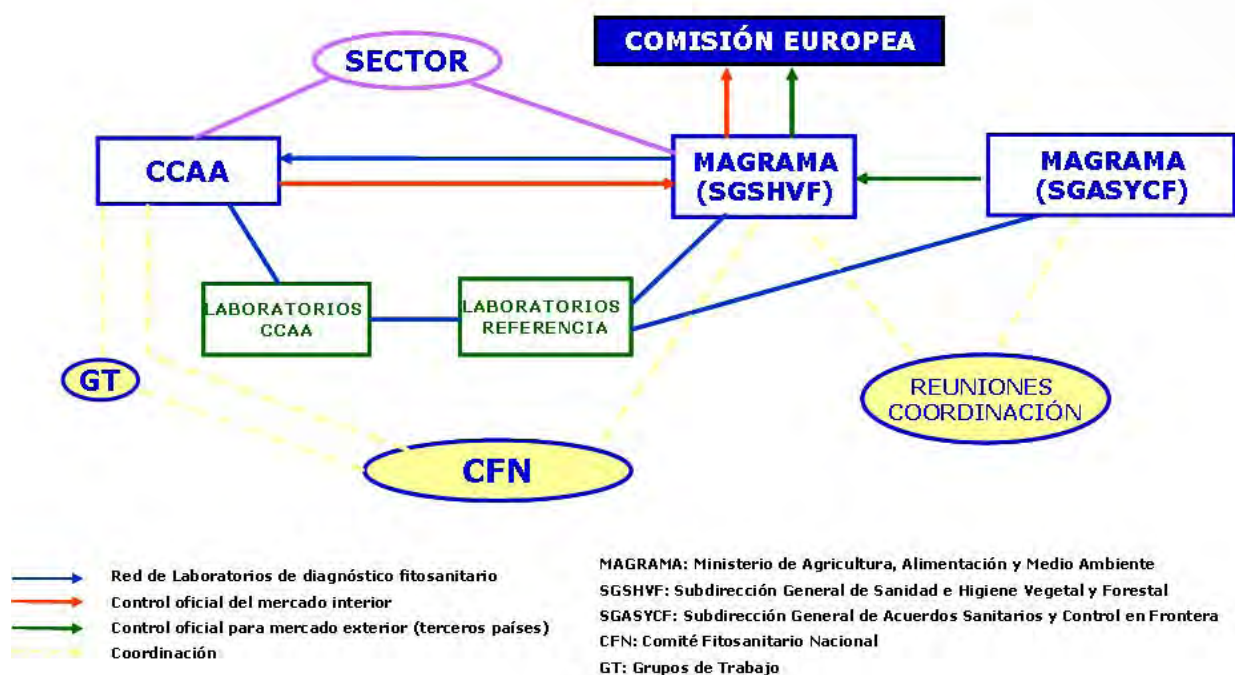 COMISIÓN EUROPEA
SECTOR
CCAA
MAGRAMA
(SGSHVF)
MAGRAMA
(SGASYCF)
LABORATORIOS
CCAA
LABORATORIOS
REFERENCIA
GT
REUNIONES
COORDINACIÓN
CFN
Red de Laboratorios de diagnóstico fitosanitario
Control oficial del mercado interior
Control oficial para mercado exterior (terceros países)
Coordinación
MAGRAMA: Ministerio de Agricultura, Alimentación y Medio Ambiente
SGSHVF: Subdirección General de Sanidad e Higiene Vegetal y Forestal
SGASYCF: Subdirección General de Acuerdos Sanitarios y Control en Frontera
CFN: Comité Fitosanitario Nacional
GT: Grupos de Trabajo